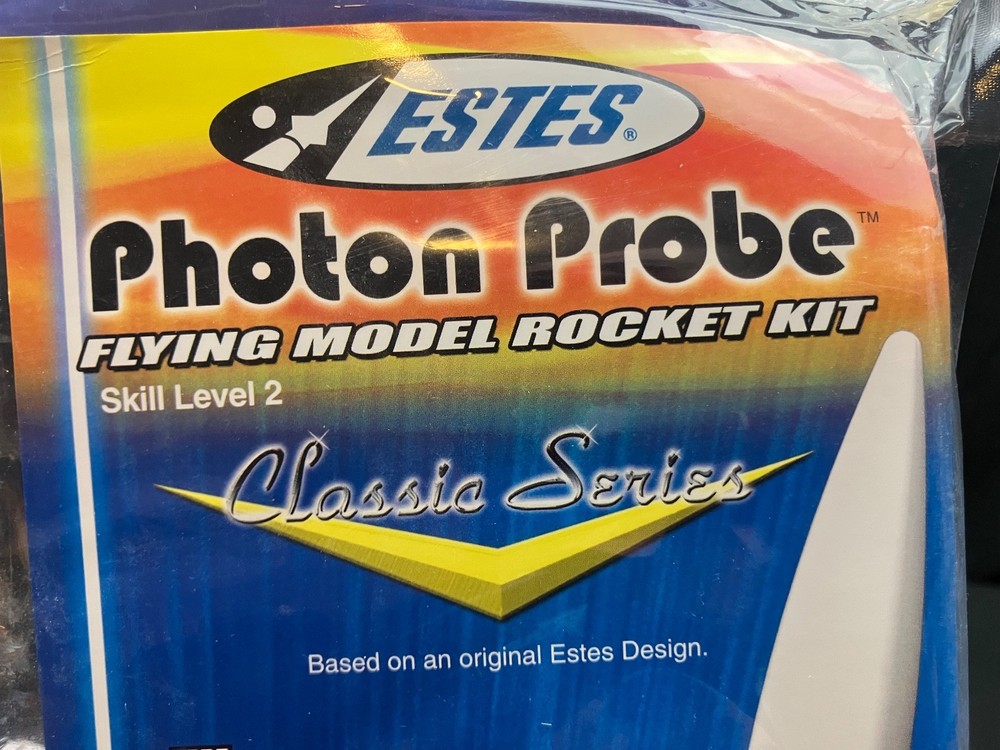 ESTES®
Photon Probe™
FLYING MODEL ROCKET KIT
Skill Level 2
Classic Series
Based on an original Estes Design.